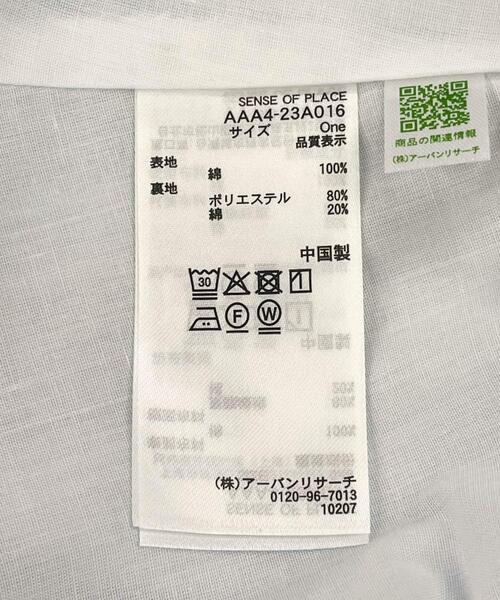 SENSE OF PLACE
AAA4-23A016
サイズ One
品質表示
表地
綿 100%
裏地
ポリエステル 80%
綿 20%
中国製
30
F W
(株)アーバンリサーチ
0120-96-7013
10207
商品の関連情報
(株)アーバンリサーチ